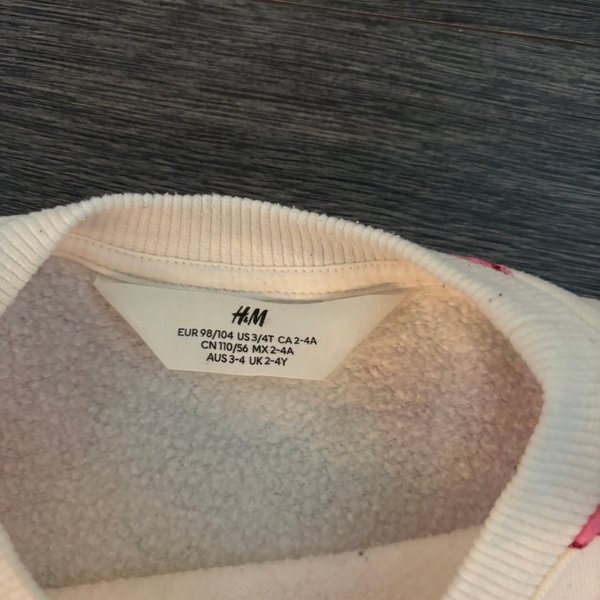 H&M
EUR 98/104 US 3/4T CA 2-4A
CN 110/56 MX 2-4A
AUS 3-4 UK 2-4Y